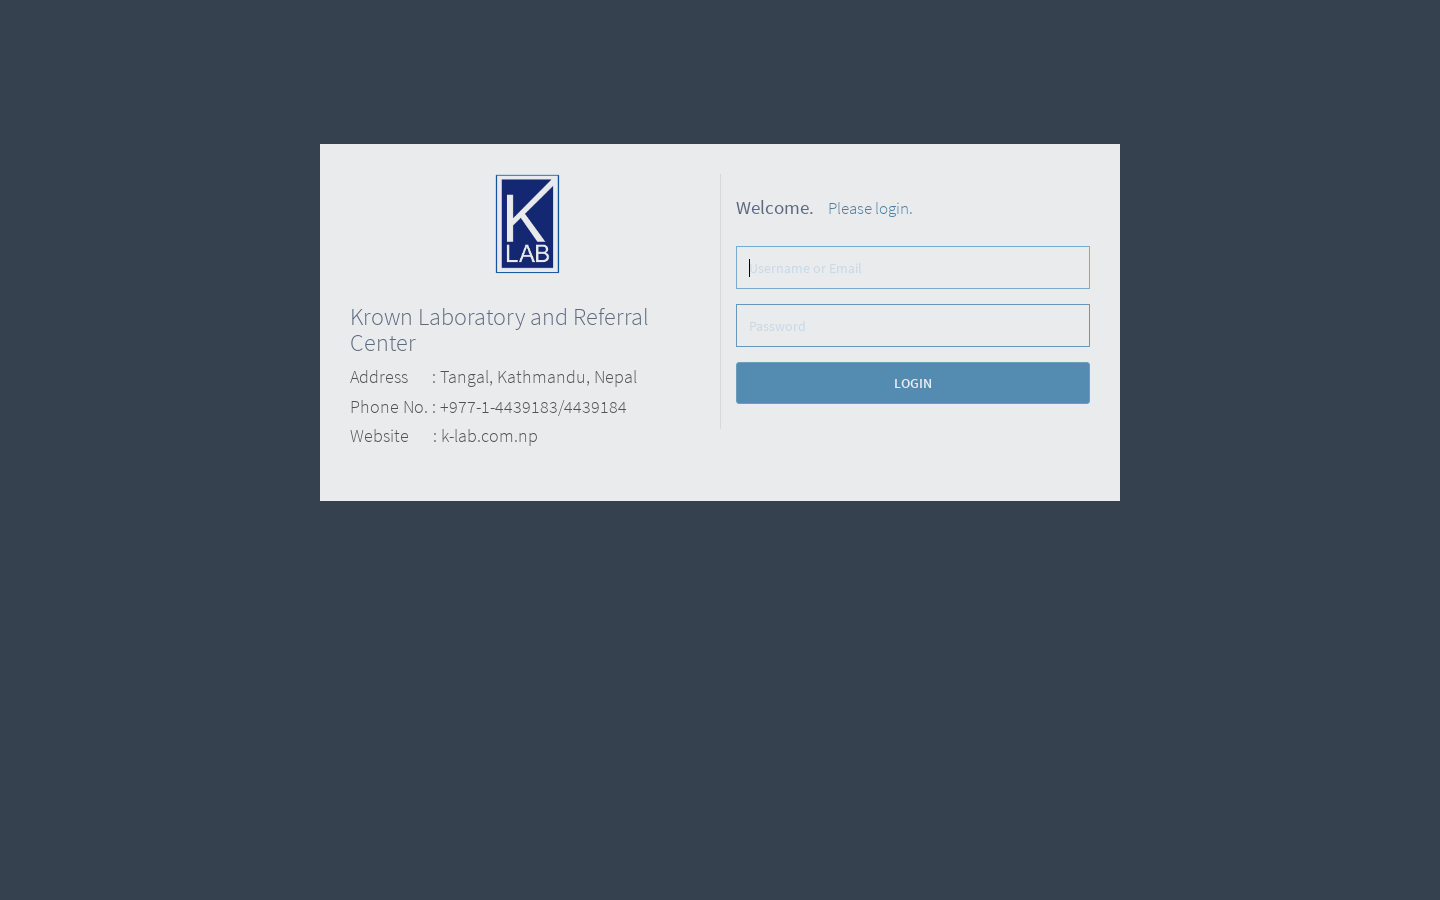 K
LAB
Krown Laboratory and Referral
Center
Address : Tangal, Kathmandu, Nepal
Phone No. : +977-1-4439183/4439184
Website : k-lab.com.np
Welcome. Please login.
Username or Email
Password
LOGIN